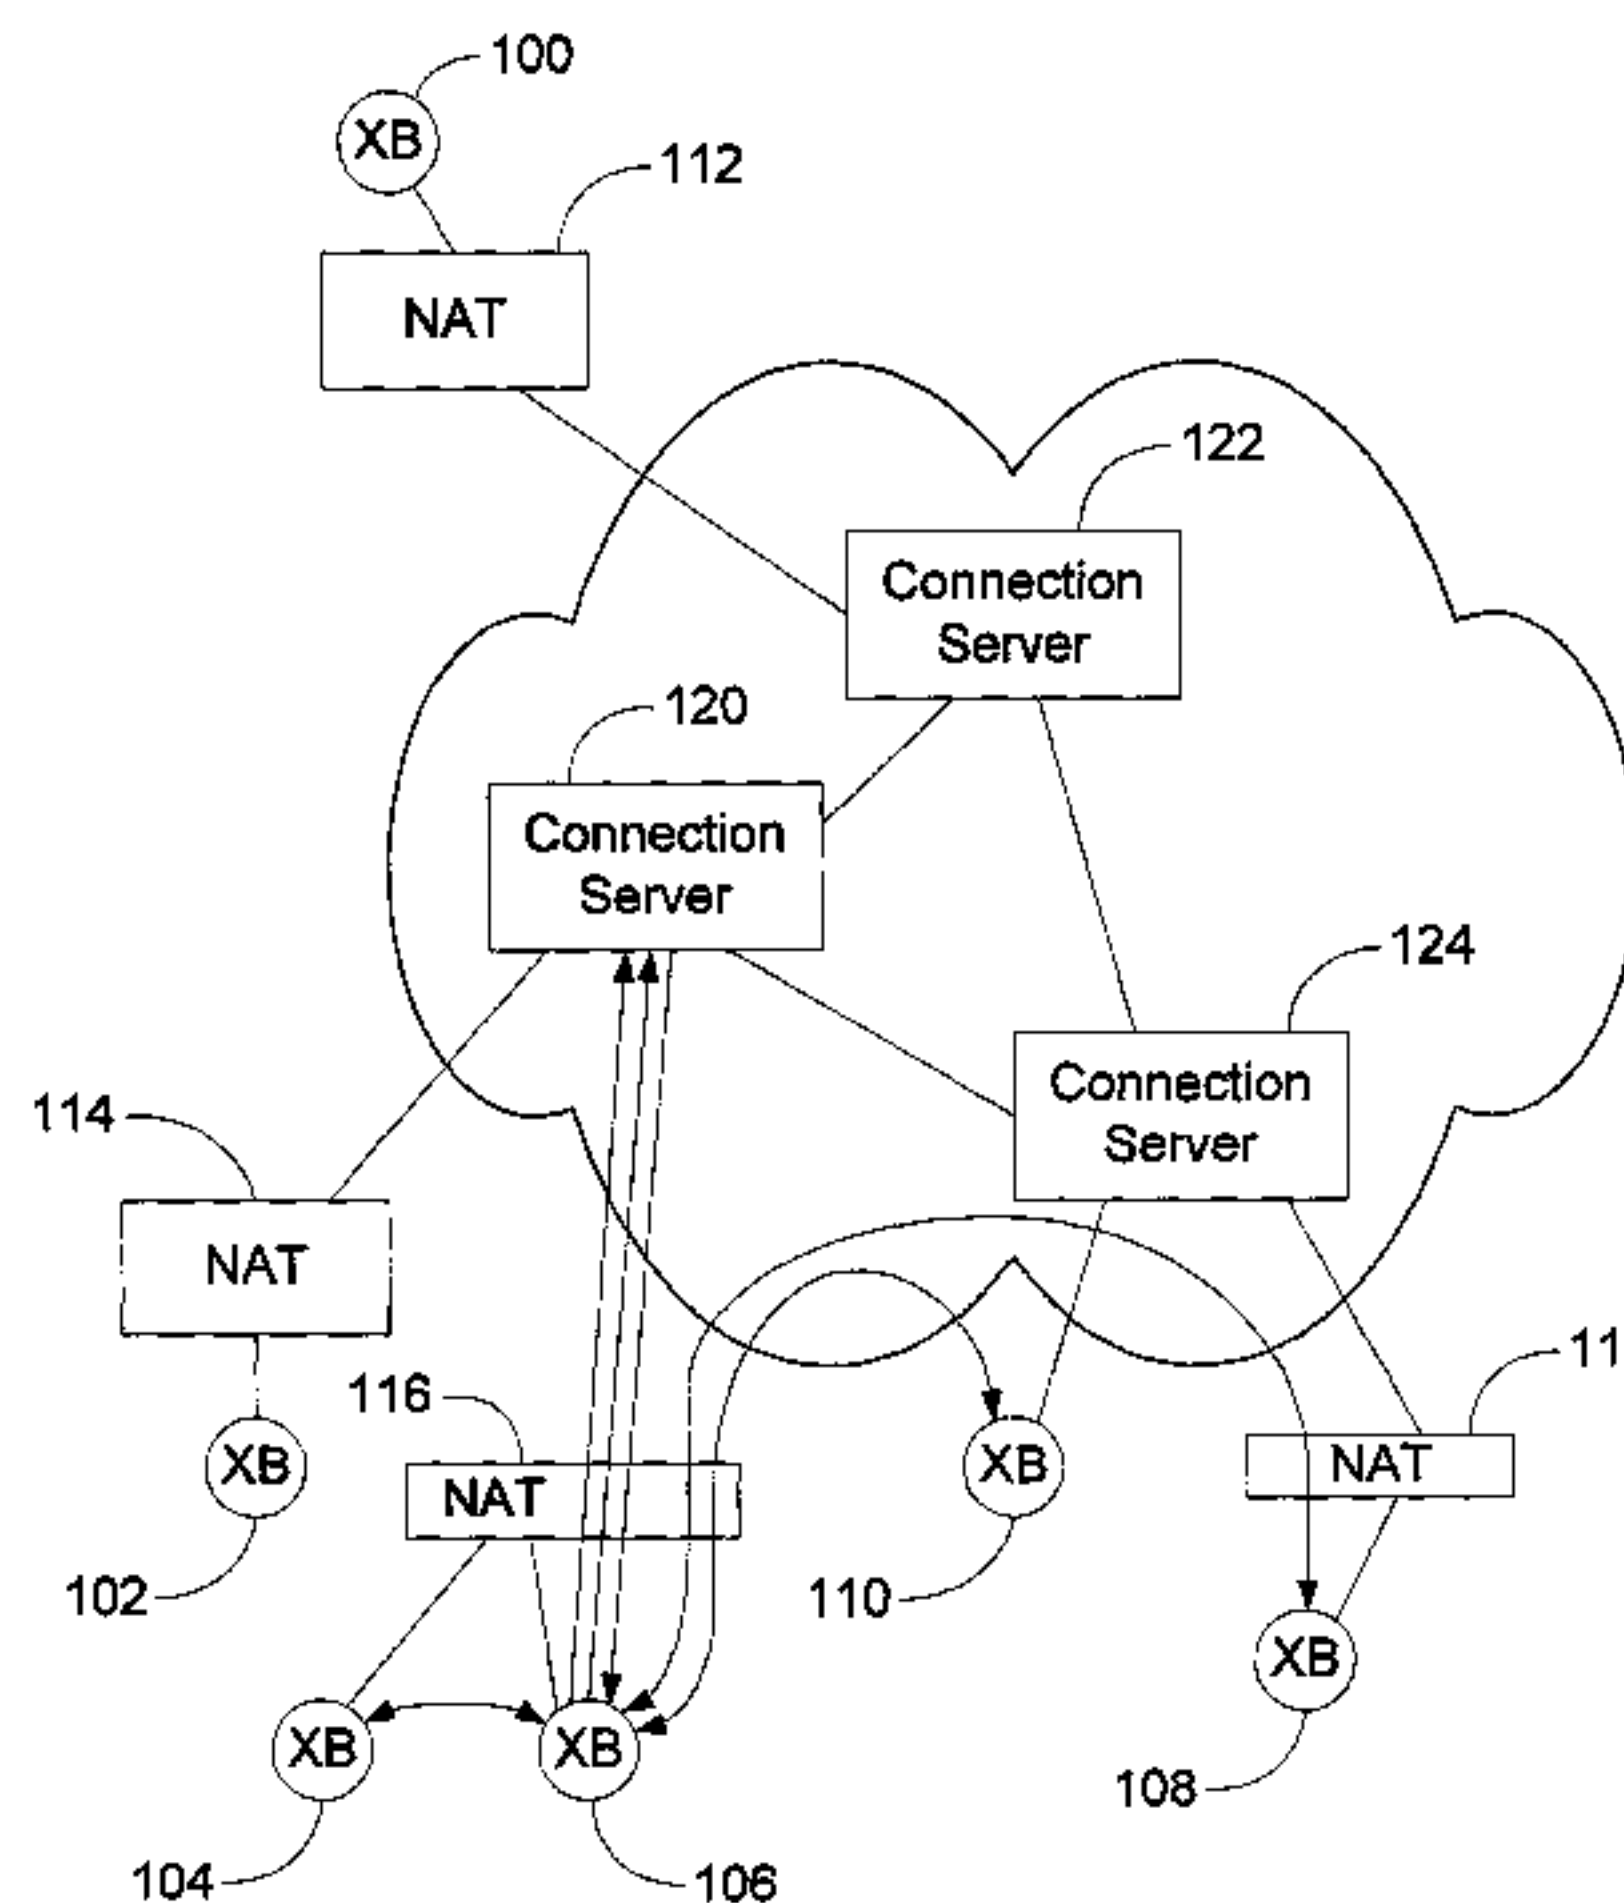 100
XB
112
NAT
122
Connection
Server
120
Connection
Server
124
Connection
Server
114
NAT
116
11
XB
NAT
XB
NAT
102
110
XB
XB
XB
108
104
106